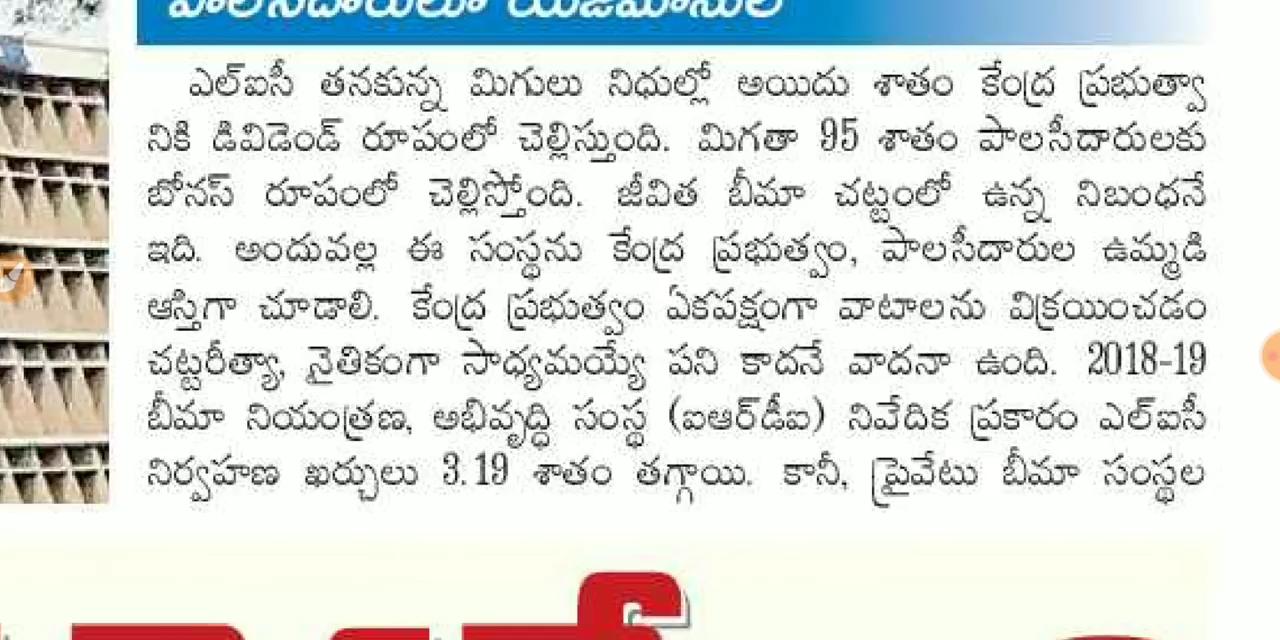 పాలసీదారులూ యజమానులే
ఎల్ఐసీ తనకున్న మిగులు నిధుల్లో అయిదు శాతం కేంద్ర ప్రభుత్వా
నికి డివిడెండ్ రూపంలో చెల్లిస్తుంది. మిగతా 95 శాతం పాలసీదారులకు
బోనస్ రూపంలో చెల్లిస్తోంది. జీవిత బీమా చట్టంలో ఉన్న నిబంధనే
ఇది. అందువల్ల ఈ సంస్థను కేంద్ర ప్రభుత్వం, పాలసీదారుల ఉమ్మడి
ఆస్తిగా చూడాలి. కేంద్ర ప్రభుత్వం ఏకపక్షంగా వాటాలను విక్రయించడం
చట్టరీత్యా, నైతికంగా సాధ్యమయ్యే పని కాదనే వాదనా ఉంది. 2018-19
బీమా నియంత్రణ, అభివృద్ధి సంస్థ (ఐఆర్‌డీఐ) నివేదిక ప్రకారం ఎల్ఐసీ
నిర్వహణ ఖర్చులు 3.19 శాతం తగ్గాయి. కానీ, ప్రైవేటు బీమా సంస్థల